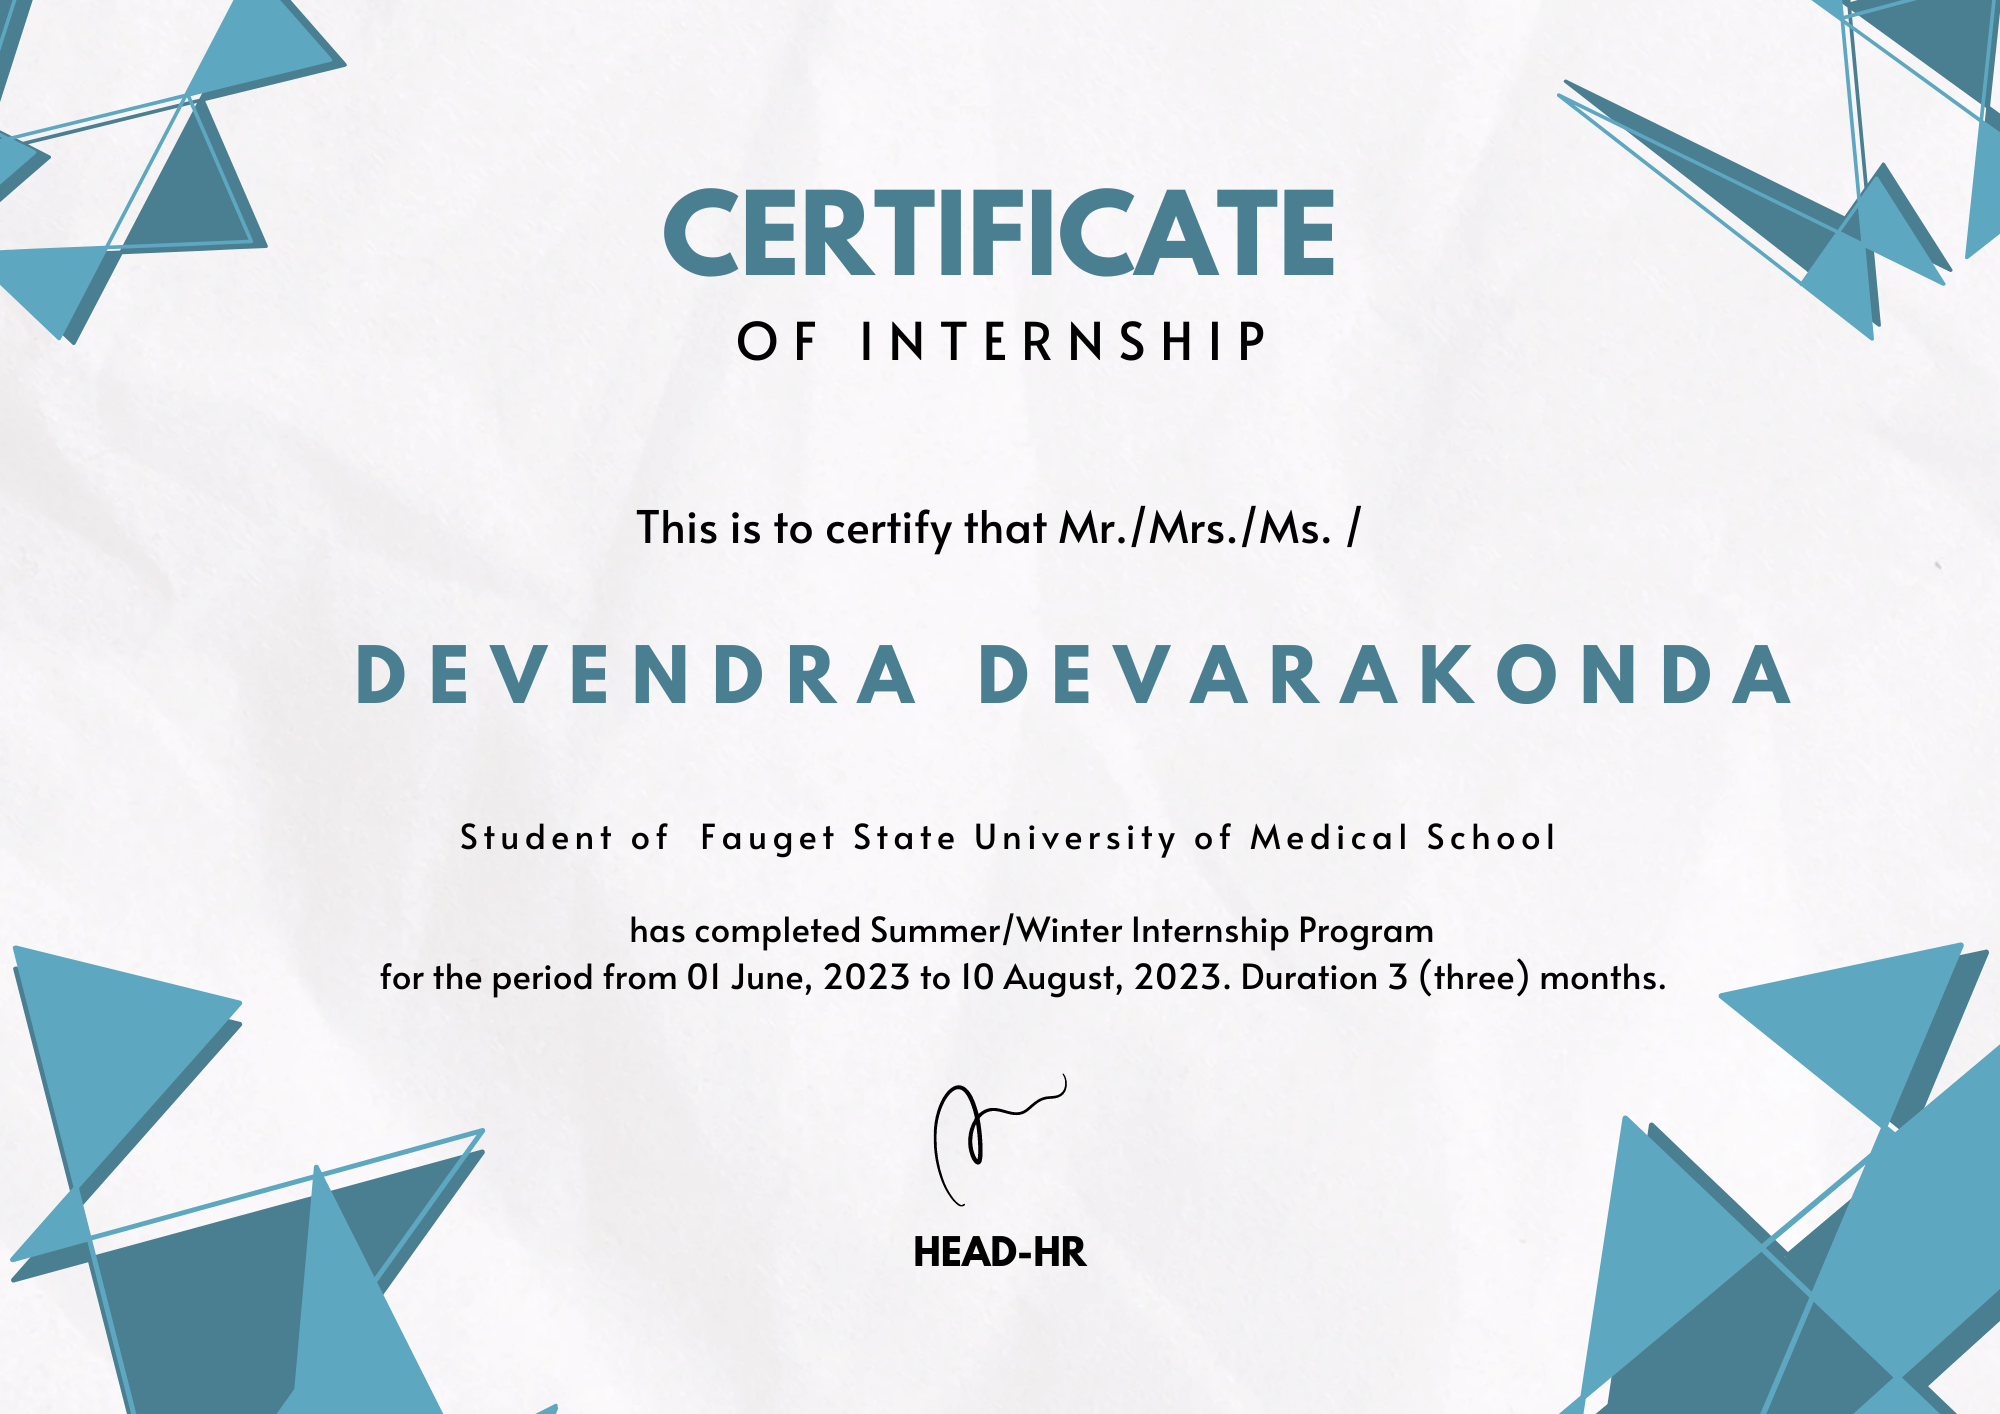 CERTIFICATE
OF INTERNSHIP
This is to certify that Mr./Mrs./Ms. /
DEVENDRA DEVARAKONDA
Student of  Fauget State University of Medical School
has completed Summer/Winter Internship Program
for the period from 01 June, 2023 to 10 August, 2023. Duration 3 (three) months.
HEAD-HR